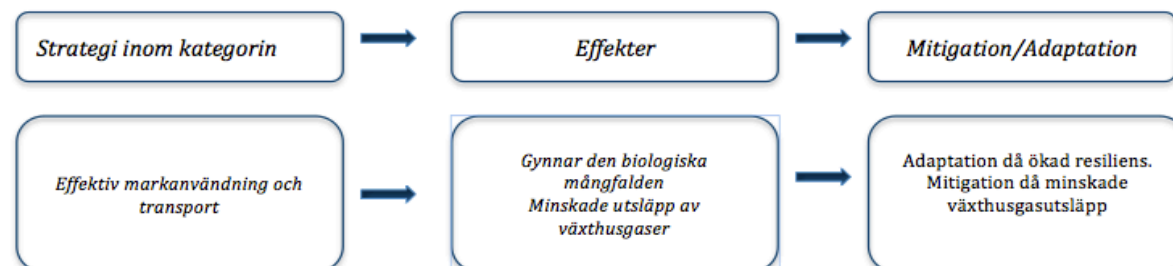 Strategi inom kategorin
Effekter
Mitigation/Adaptation
Effektiv markanvändning och
transport
Gynnar den biologiska
mångfalden
Minskade utsläpp av
växthusgaser
Adaptation då ökad resiliens.
Mitigation då minskade
växthusgasutsläpp